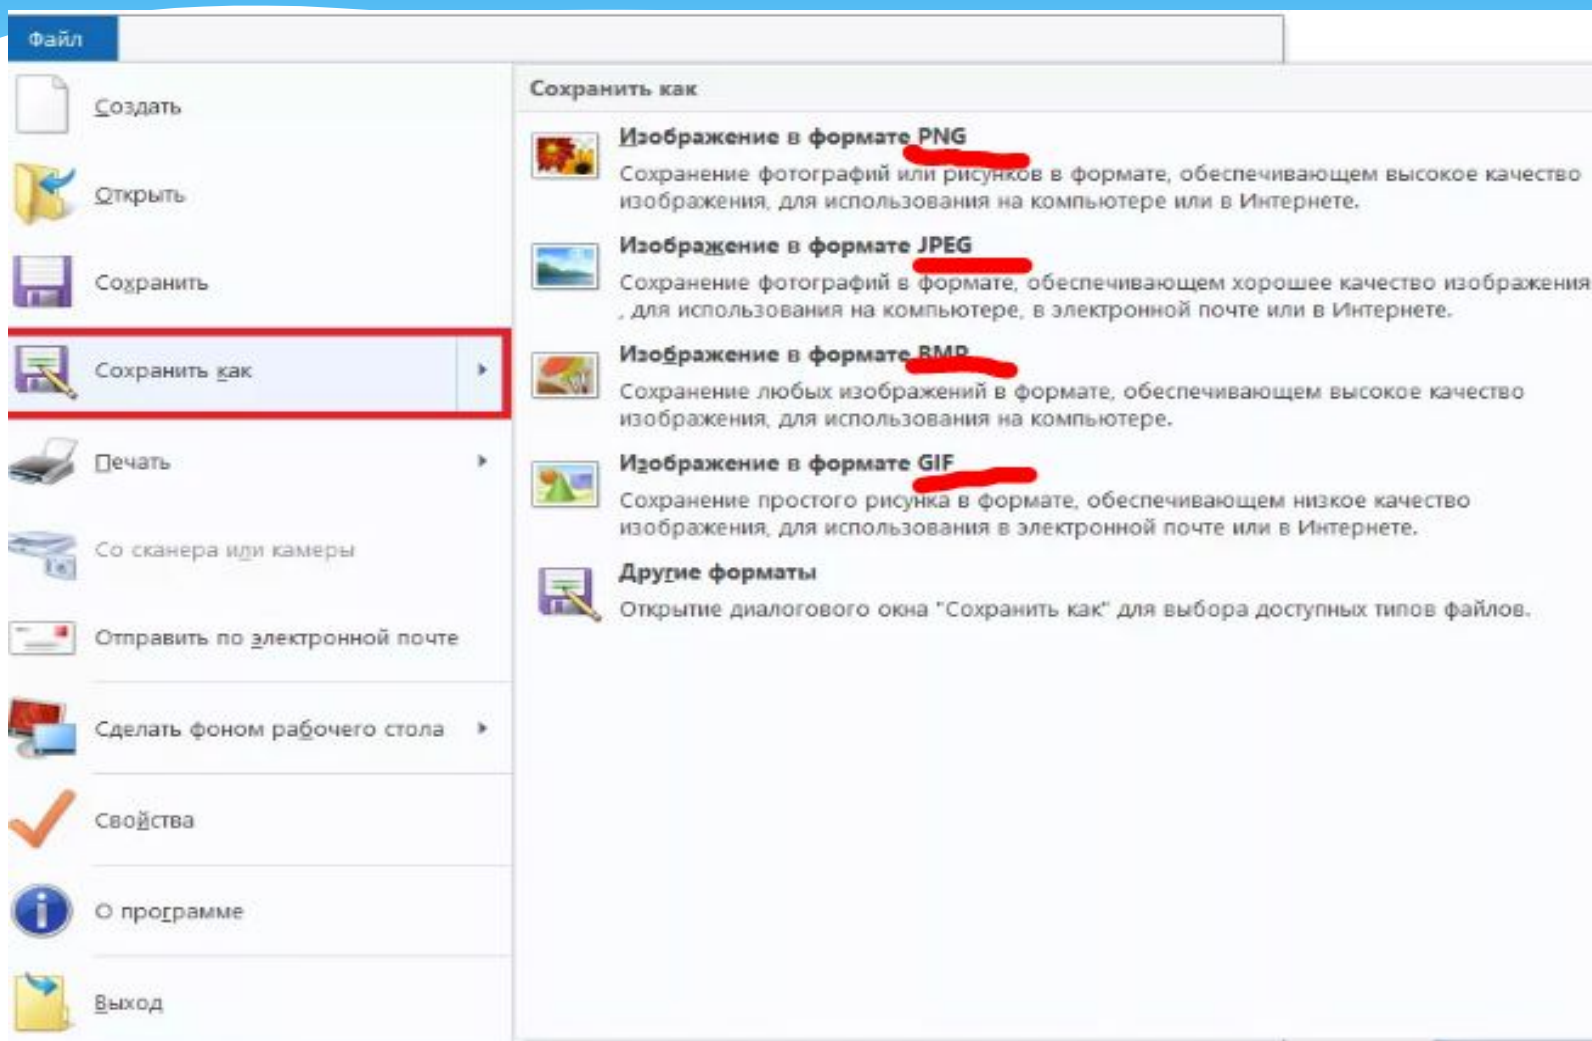 Файл
Создать
Открыть
Сохранить
Сохранить как
Печать
Со сканера или камеры
Отправить по электронной почте
Сделать фоном рабочего стола
Свойства
О программе
Выход
Сохранить как
Изображение в формате PNG
Сохранение фотографий или рисунков в формате, обеспечивающем высокое качество
изображения, для использования на компьютере или в Интернете.
Изображение в формате JPEG
Сохранение фотографий в формате, обеспечивающем хорошее качество изображения
, для использования на компьютере, в электронной почте или в Интернете.
Изображение в формате BMP
Сохранение любых изображений в формате, обеспечивающем высокое качество
изображения, для использования на компьютере.
Изображение в формате GIF
Сохранение простого рисунка в формате, обеспечивающем низкое качество
изображения, для использования в электронной почте или в Интернете.
Другие форматы
Открытие диалогового окна "Сохранить как" для выбора доступных типов файлов.